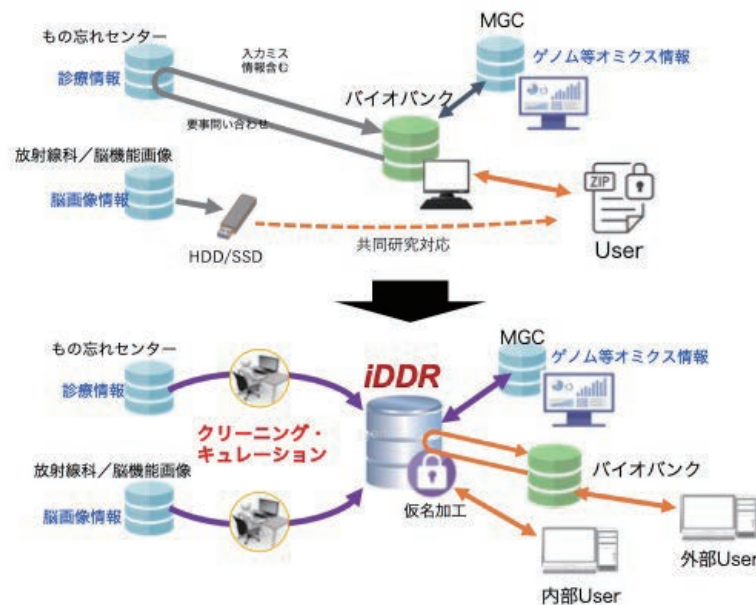 もの忘れセンター
診療情報
入力ミス
情報含む
要事問い合わせ
バイオバンク
MGC
ゲノム等オミクス情報
放射線科／脳機能画像
脳画像情報
HDD/SSD
共同研究対応
ZIP
User
もの忘れセンター
診療情報
iDDR
MGC
ゲノム等オミクス情報
クリーニング・
キュレーション
放射線科／脳機能画像
脳画像情報
仮名加工
バイオバンク
内部User
外部User